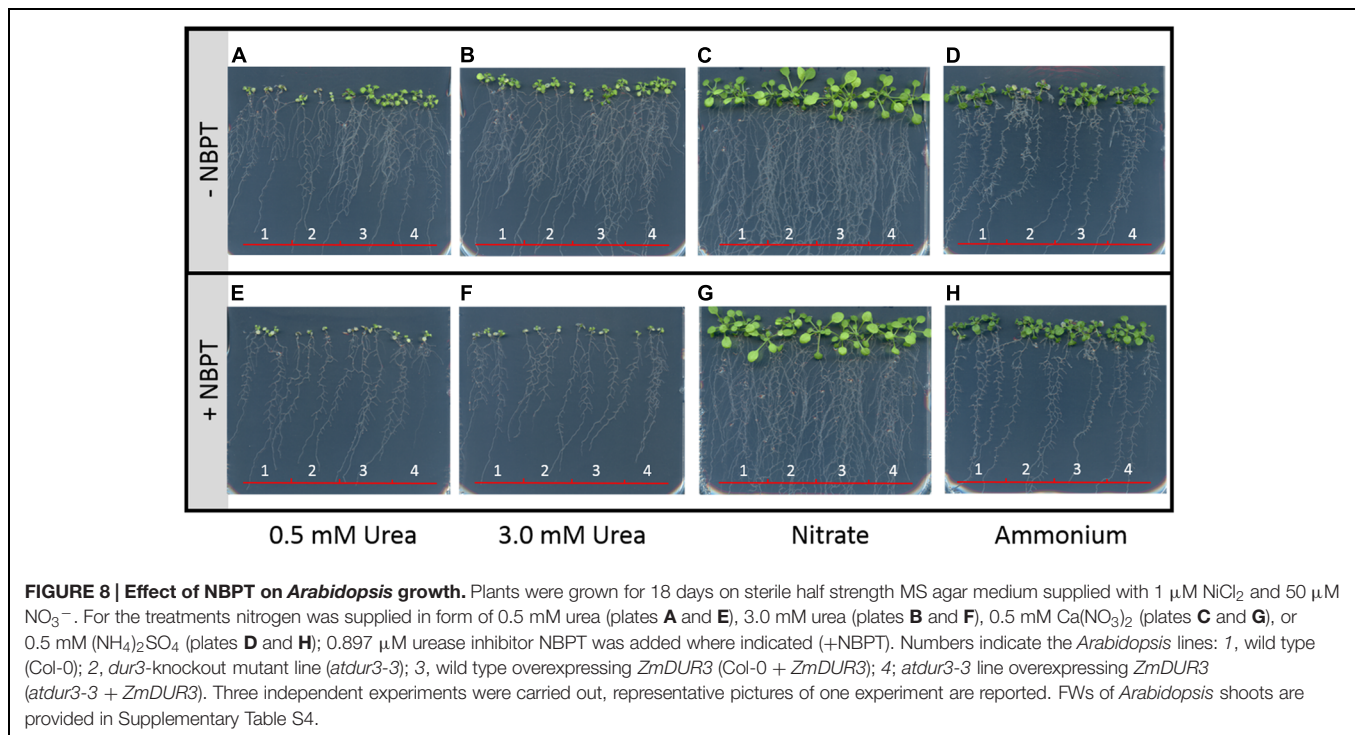 A B C D
- NBPT
1 2 3 4
1 2 3 4
1 2 3 4
1 2 3 4
E F G H
+ NBPT
1 2 3 4
1 2 3 4
1 2 3 4
1 2 3 4
0.5 mM Urea 3.0 mM Urea Nitrate Ammonium
FIGURE 8 | Effect of NBPT on Arabidopsis growth. Plants were grown for 18 days on sterile half strength MS agar medium supplied with 1 μM NiCl₂ and 50 μM
NO₃⁻. For the treatments nitrogen was supplied in form of 0.5 mM urea (plates A and E), 3.0 mM urea (plates B and F), 0.5 mM Ca(NO₃)₂ (plates C and G), or
0.5 mM (NH₄)₂SO₄ (plates D and H); 0.897 μM urease inhibitor NBPT was added where indicated (+NBPT). Numbers indicate the Arabidopsis lines: 1, wild type
(Col-0); 2, dur3-knockout mutant line (atdur3-3); 3, wild type overexpressing ZmDUR3 (Col-0 + ZmDUR3); 4; atdur3-3 line overexpressing ZmDUR3
(atdur3-3 + ZmDUR3). Three independent experiments were carried out, representative pictures of one experiment are reported. FWs of Arabidopsis shoots are
provided in Supplementary Table S4.